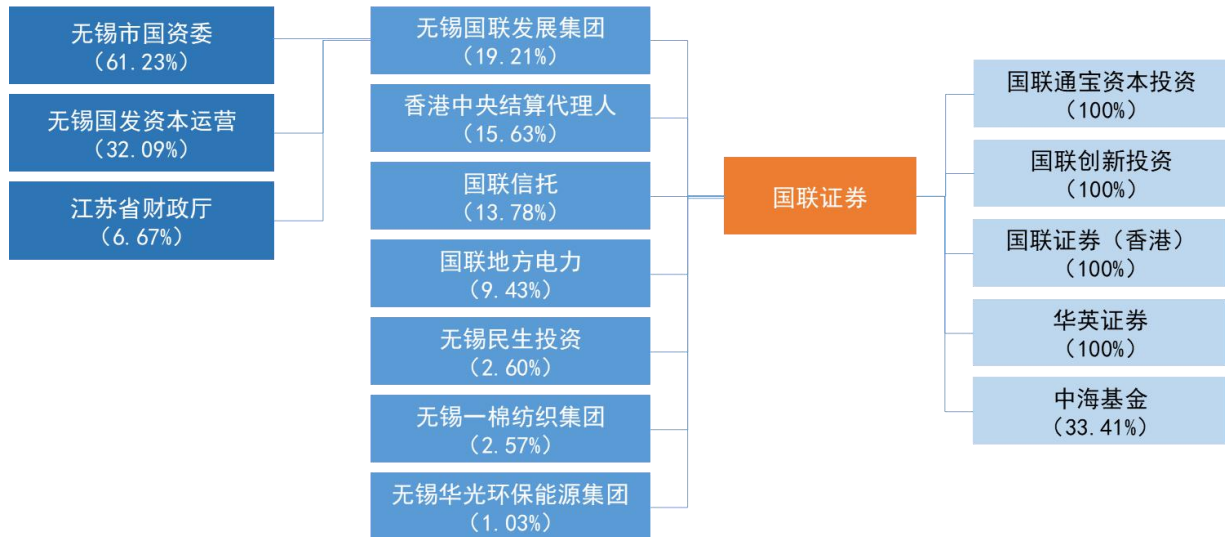 无锡市国资委
（61.23%）
无锡国发资本运营
（32.09%）
江苏省财政厅
（6.67%）
无锡国联发展集团
（19.21%）
香港中央结算代理人
（15.63%）
国联信托
（13.78%）
国联地方电力
（9.43%）
无锡民生投资
（2.60%）
无锡一棉纺织集团
（2.57%）
无锡华光环保能源集团
（1.03%）
国联证券
国联通宝资本投资
（100%）
国联创新投资
（100%）
国联证券（香港）
（100%）
华英证券
（100%）
中海基金
（33.41%）